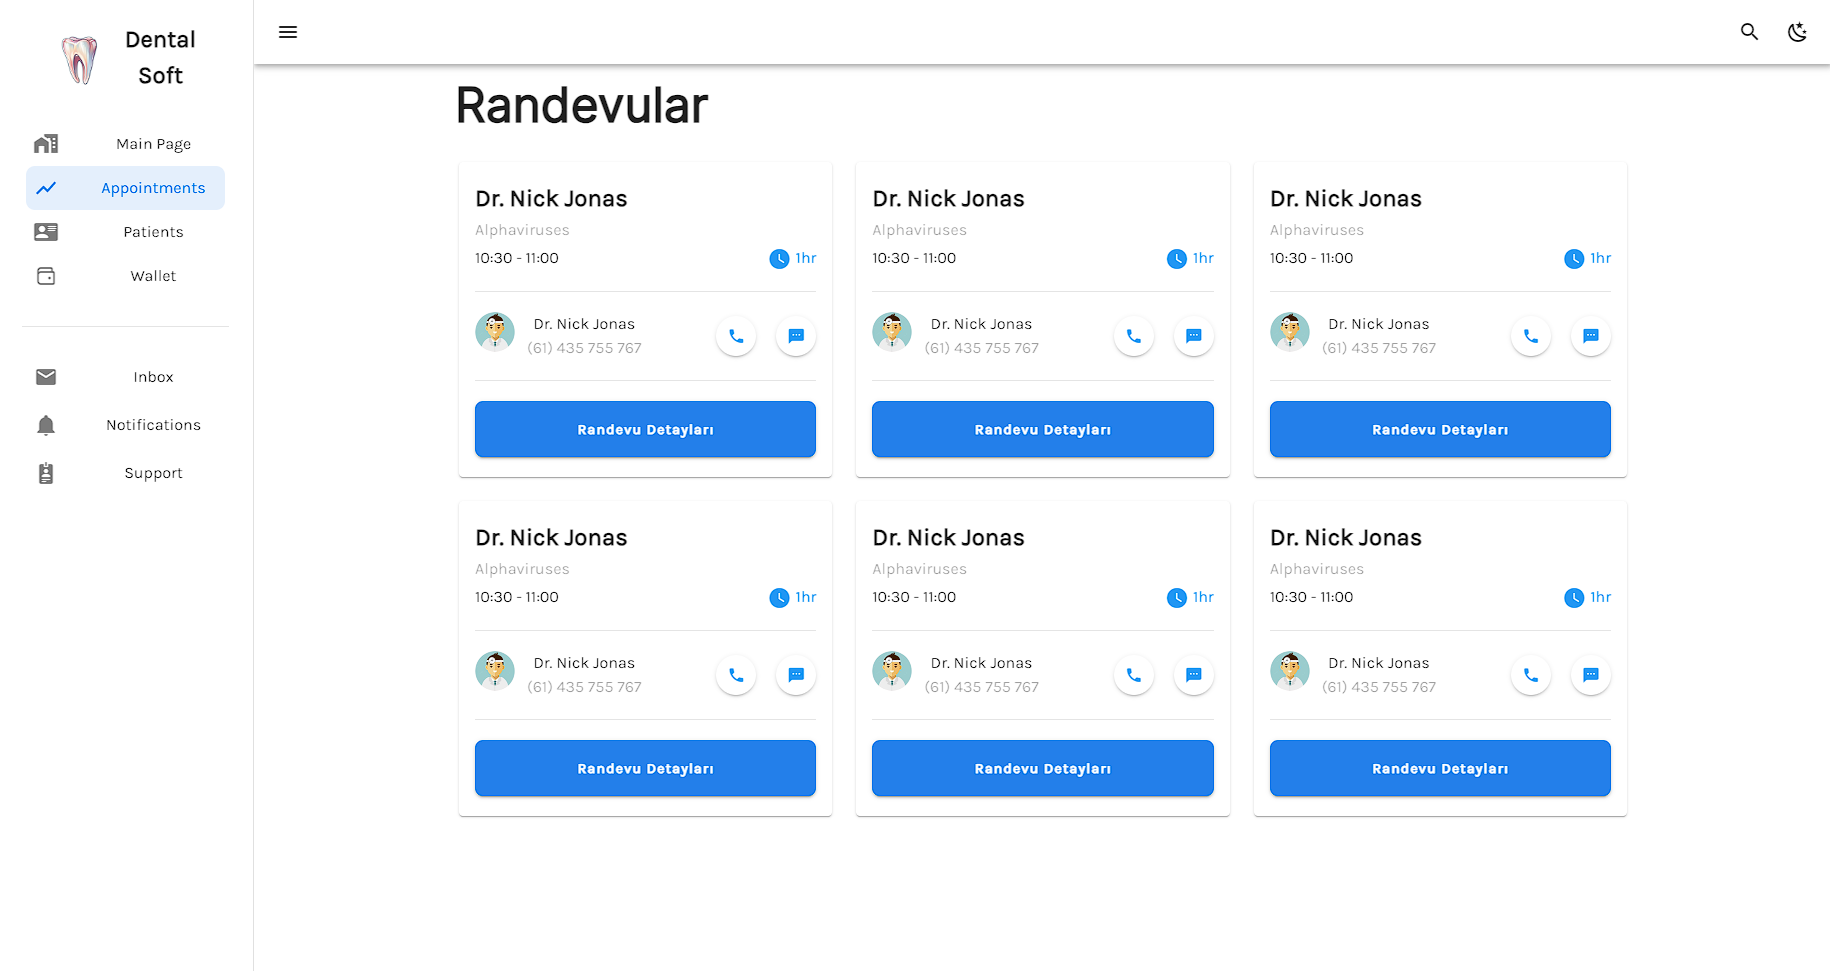 Dental
Soft
Main Page
Appointments
Patients
Wallet
Inbox
Notifications
Support
Randevular
Dr. Nick Jonas
Alphaviruses
10:30 - 11:00
1hr
Dr. Nick Jonas
(61) 435 755 767
Randevu Detayları
Dr. Nick Jonas
Alphaviruses
10:30 - 11:00
1hr
Dr. Nick Jonas
(61) 435 755 767
Randevu Detayları
Dr. Nick Jonas
Alphaviruses
10:30 - 11:00
1hr
Dr. Nick Jonas
(61) 435 755 767
Randevu Detayları
Dr. Nick Jonas
Alphaviruses
10:30 - 11:00
1hr
Dr. Nick Jonas
(61) 435 755 767
Randevu Detayları
Dr. Nick Jonas
Alphaviruses
10:30 - 11:00
1hr
Dr. Nick Jonas
(61) 435 755 767
Randevu Detayları
Dr. Nick Jonas
Alphaviruses
10:30 - 11:00
1hr
Dr. Nick Jonas
(61) 435 755 767
Randevu Detayları